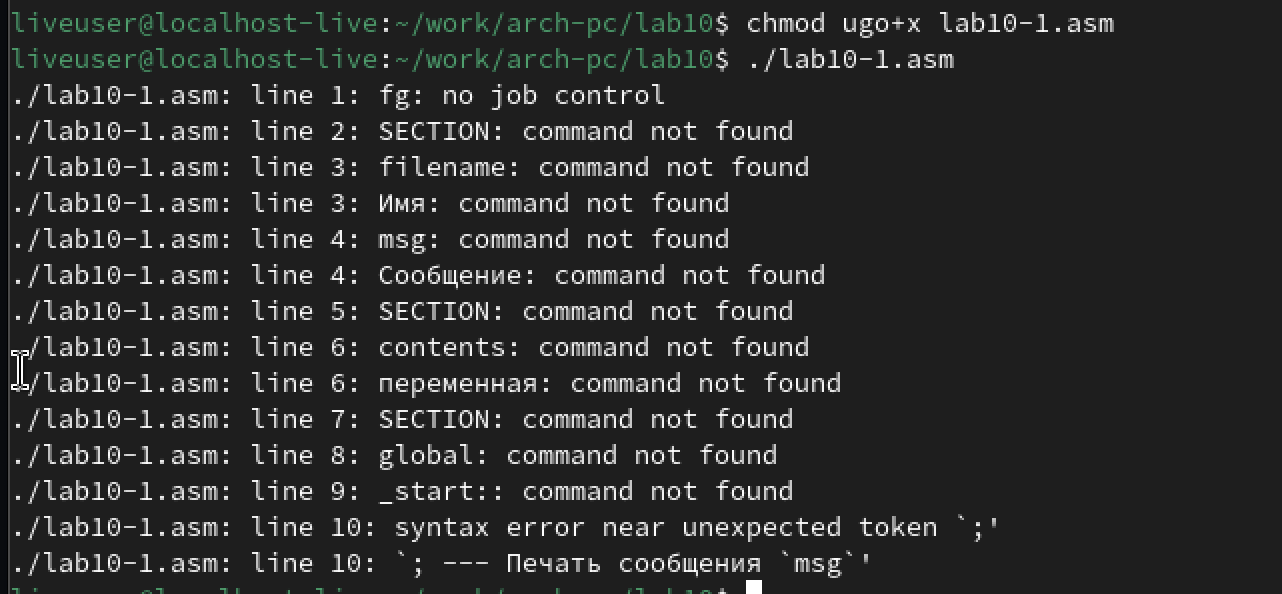 liveuser@localhost-live:~/work/arch-pc/lab10$ chmod ugo+x lab10-1.asm
liveuser@localhost-live:~/work/arch-pc/lab10$ ./lab10-1.asm
./lab10-1.asm: line 1: fg: no job control
./lab10-1.asm: line 2: SECTION: command not found
./lab10-1.asm: line 3: filename: command not found
./lab10-1.asm: line 3: Имя: command not found
./lab10-1.asm: line 4: msg: command not found
./lab10-1.asm: line 4: Сообщение: command not found
./lab10-1.asm: line 5: SECTION: command not found
./lab10-1.asm: line 6: contents: command not found
./lab10-1.asm: line 6: переменная: command not found
./lab10-1.asm: line 7: SECTION: command not found
./lab10-1.asm: line 8: global: command not found
./lab10-1.asm: line 9: _start:: command not found
./lab10-1.asm: line 10: syntax error near unexpected token `;'
./lab10-1.asm: line 10: `; --- Печать сообщения `msg`'